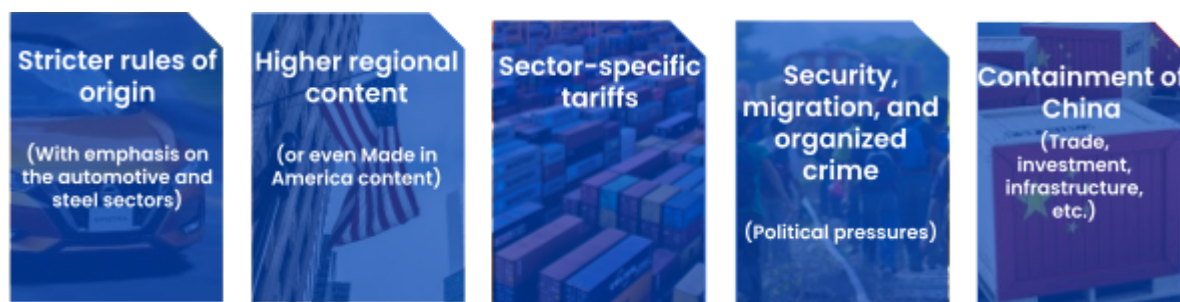 Stricter rules of
origin
(With emphasis on
the automotive and
steel sectors)
Higher regional
content
(or even Made in
America content)
Sector-specific
tariffs
Security,
migration, and
organized
crime
(Political pressures)
Containment of
China
(Trade,
investment,
infrastructure,
etc.)